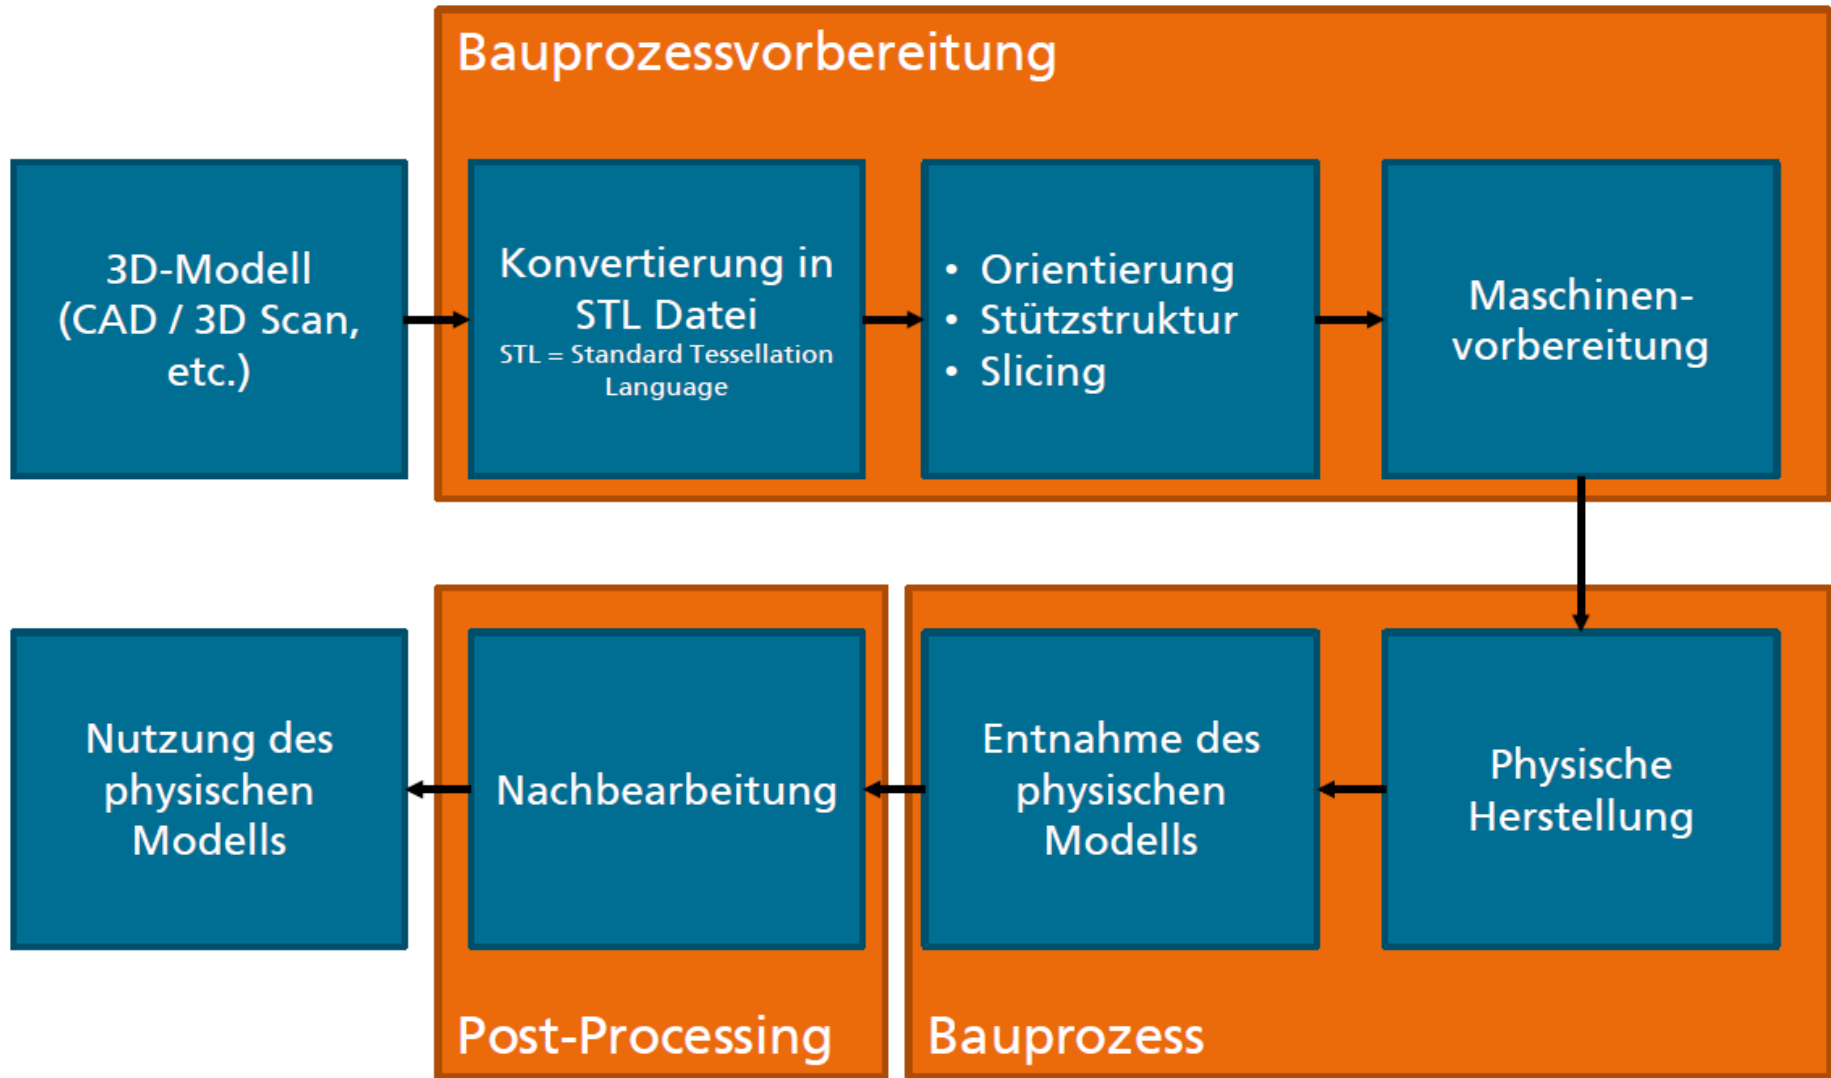 Bauprozessvorbereitung
3D-Modell
(CAD / 3D Scan,
etc.)
Konvertierung in
STL Datei
STL = Standard Tessellation
Language
• Orientierung
• Stützstruktur
• Slicing
Maschinen-
vorbereitung
Nutzung des
physischen
Modells
Nachbearbeitung
Entnahme des
physischen
Modells
Physische
Herstellung
Post-Processing
Bauprozess